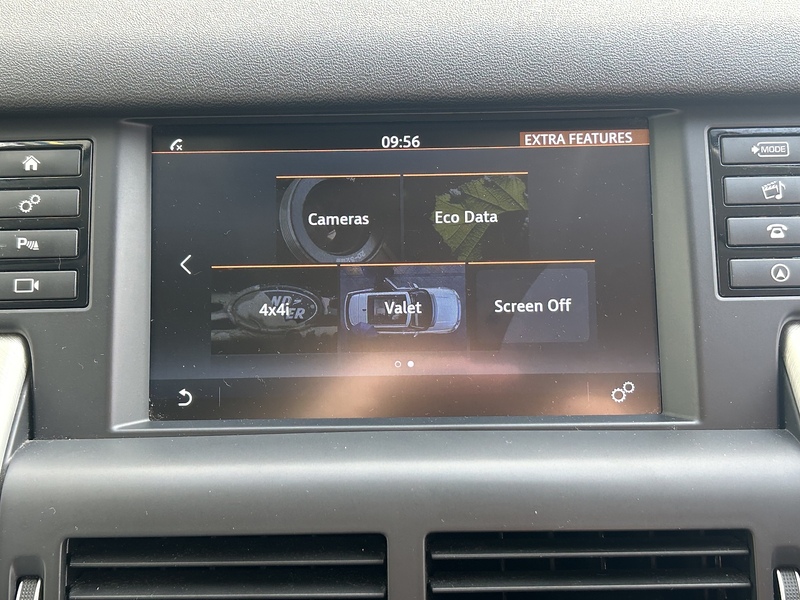 09:56
EXTRA FEATURES
MODE
Cameras
Eco Data
P
4x4i
Valet
Screen Off